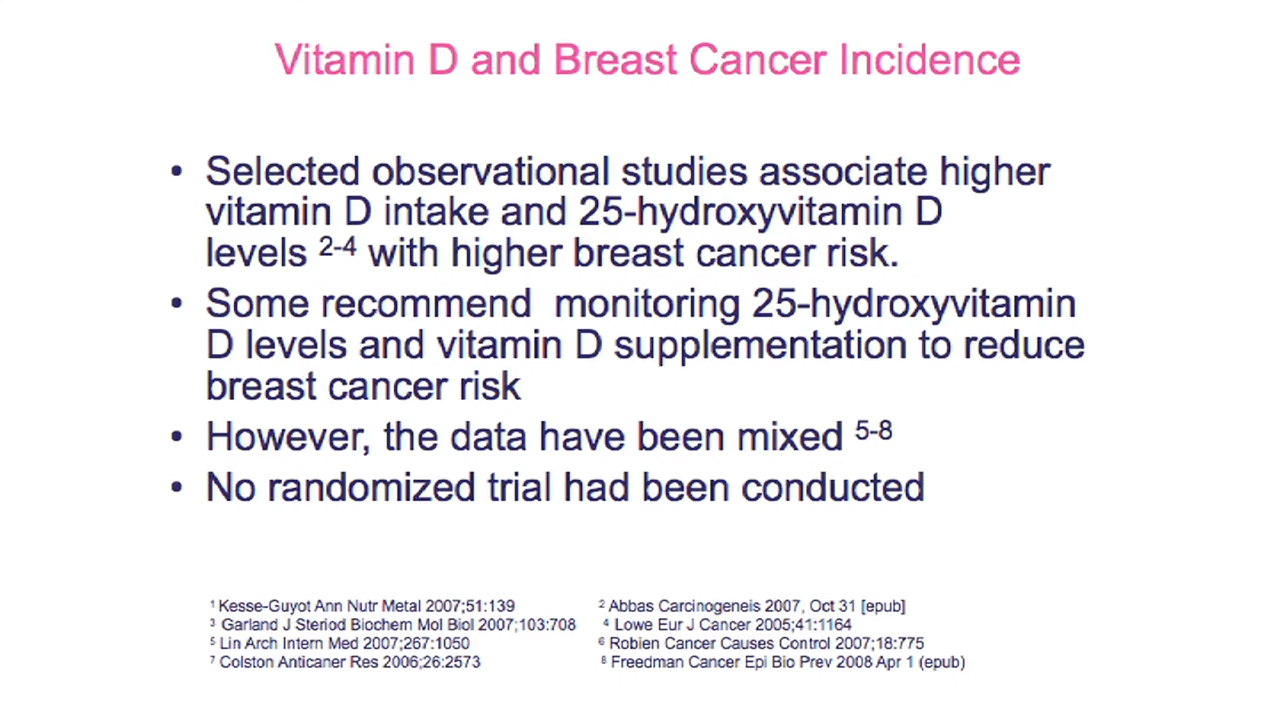 Vitamin D and Breast Cancer Incidence
• Selected observational studies associate higher
vitamin D intake and 25-hydroxyvitamin D
levels 2-4 with higher breast cancer risk.
• Some recommend monitoring 25-hydroxyvitamin
D levels and vitamin D supplementation to reduce
breast cancer risk
• However, the data have been mixed 5-8
• No randomized trial had been conducted
1 Kesse-Guyot Ann Nutr Metal 2007;51:139
2 Abbas Carcinogeneis 2007, Oct 31 [epub]
3 Garland J Steriod Biochem Mol Biol 2007;103:708
4 Lowe Eur J Cancer 2005;41:1164
5 Lin Arch Intern Med 2007;267:1050
6 Robien Cancer Causes Control 2007;18:775
7 Colston Anticaner Res 2006;26:2573
8 Freedman Cancer Epi Bio Prev 2008 Apr 1 (epub)